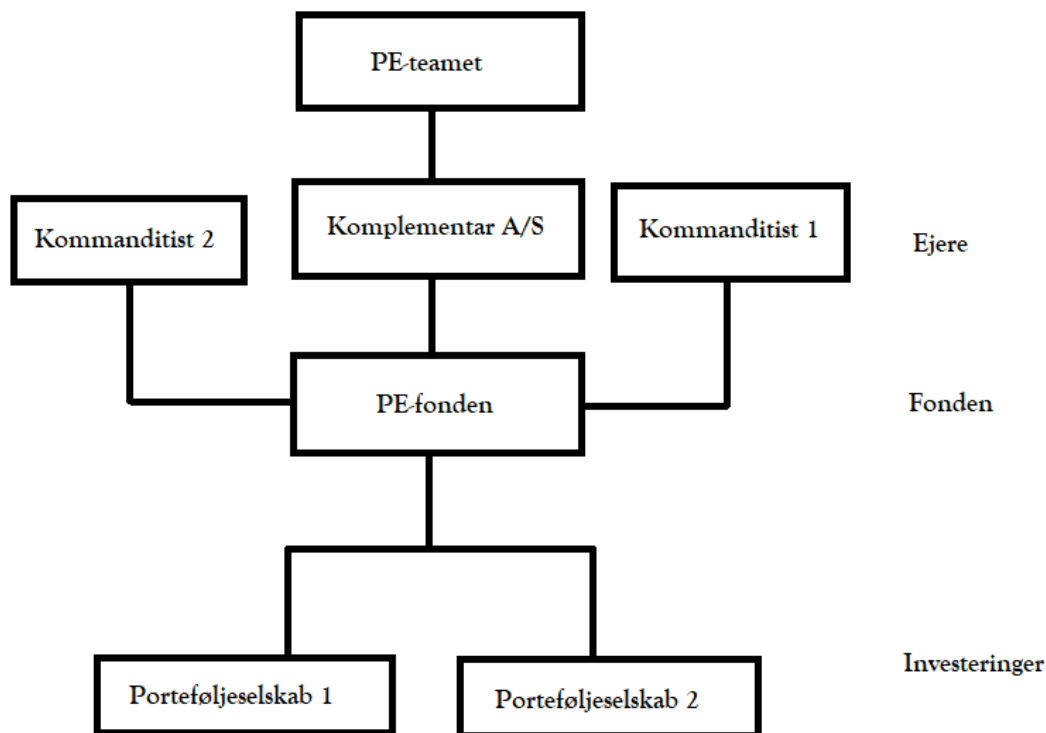 PE-teamet
Kommanditist 2
Komplementar A/S
Kommanditist 1
Ejere
PE-fonden
Fonden
Porteføljeselskab 1
Porteføljeselskab 2
Investeringer